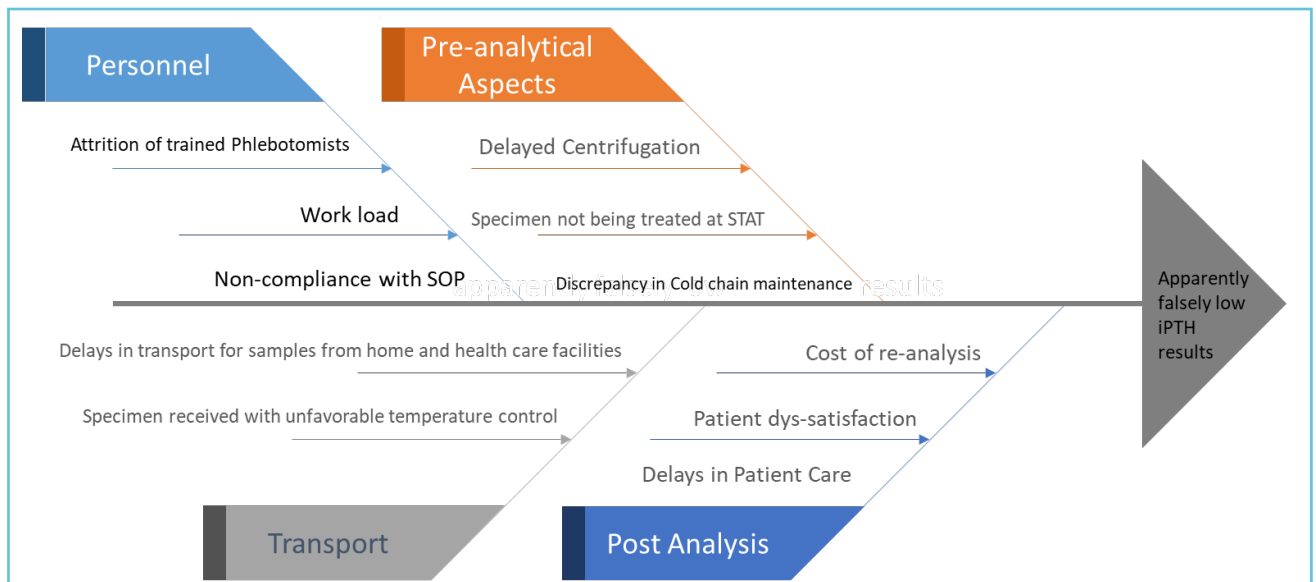 Personnel
Pre-analytical
Aspects
Attrition of trained Phlebotomists
Delayed Centrifugation
Work load
Specimen not being treated at STAT
Non-compliance with SOP
apparently falsely low results
Discrepancy in Cold chain maintenance
Apparently
falsely low
iPTH
results
Delays in transport for samples from home and health care facilities
Cost of re-analysis
Specimen received with unfavorable temperature control
Patient dys-satisfaction
Delays in Patient Care
Transport
Post Analysis